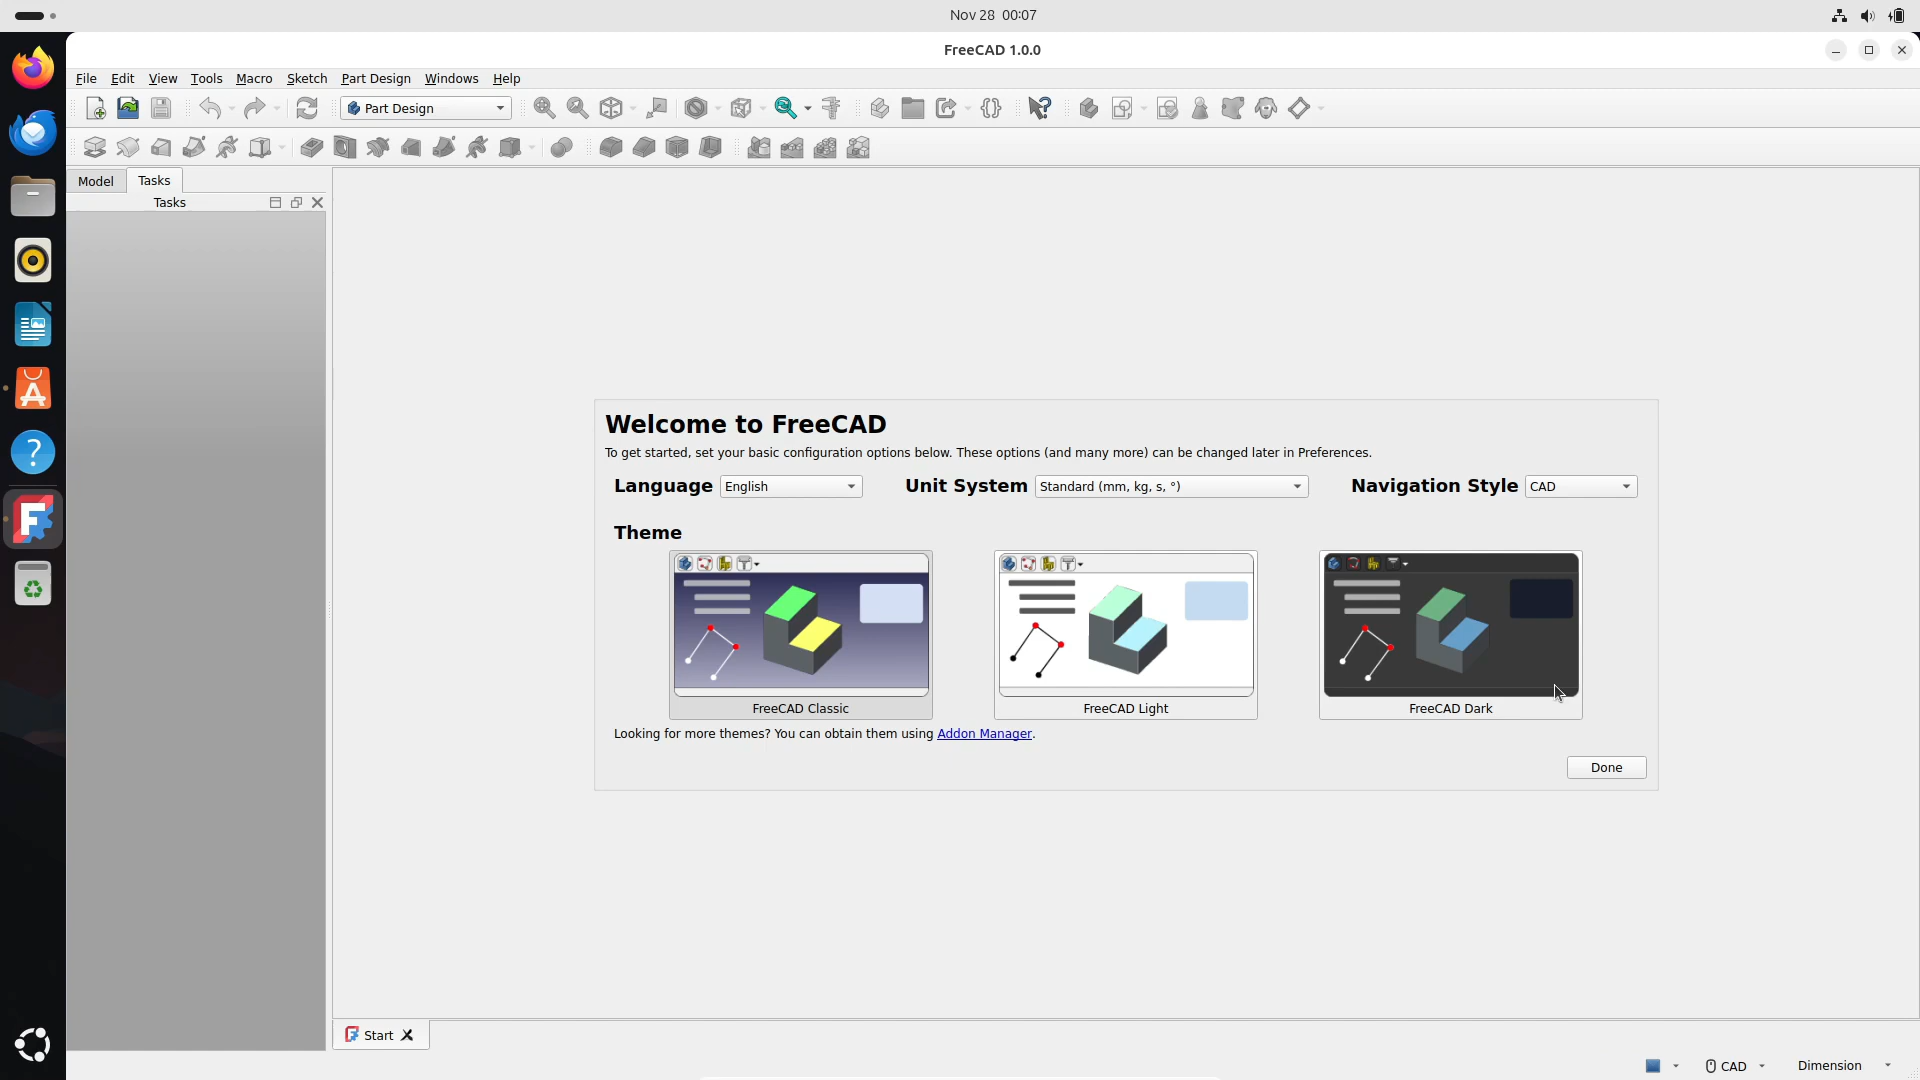 Nov 28 00:07
FreeCAD 1.0.0
File Edit View Tools Macro Sketch Part Design Windows Help
Part Design
Model Tasks
Tasks
Welcome to FreeCAD
To get started, set your basic configuration options below. These options (and many more) can be changed later in Preferences.
Language English Unit System Standard (mm, kg, s, °) Navigation Style CAD
Theme
FreeCAD Classic FreeCAD Light FreeCAD Dark
Looking for more themes? You can obtain them using Addon Manager.
Done
Start
CAD Dimension